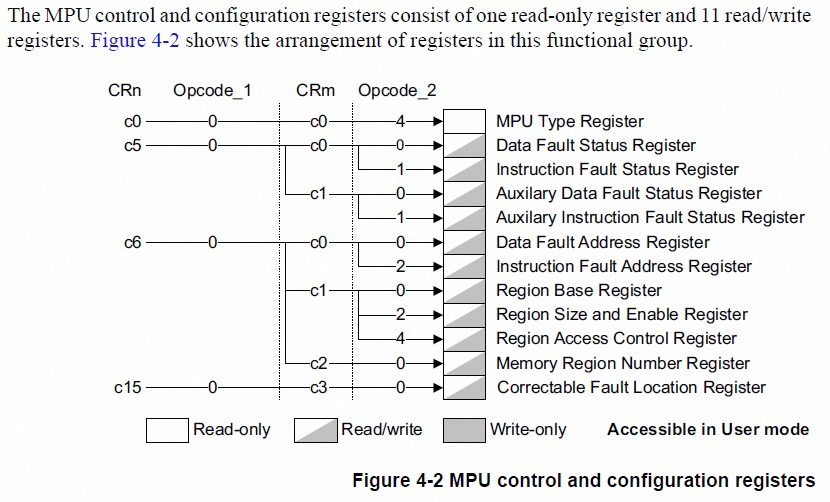 The MPU control and configuration registers consist of one read-only register and 11 read/write
registers. Figure 4-2 shows the arrangement of registers in this functional group.
CRn Opcode_1 CRm Opcode_2
c0 0 c0 4 MPU Type Register
c5 0 c0 0 Data Fault Status Register
1 Instruction Fault Status Register
c1 0 Auxilary Data Fault Status Register
1 Auxilary Instruction Fault Status Register
c6 0 c0 0 Data Fault Address Register
2 Instruction Fault Address Register
c1 0 Region Base Register
2 Region Size and Enable Register
4 Region Access Control Register
c2 0 Memory Region Number Register
c15 0 c3 0 Correctable Fault Location Register
Read-only Read/write Write-only Accessible in User mode
Figure 4-2 MPU control and configuration registers